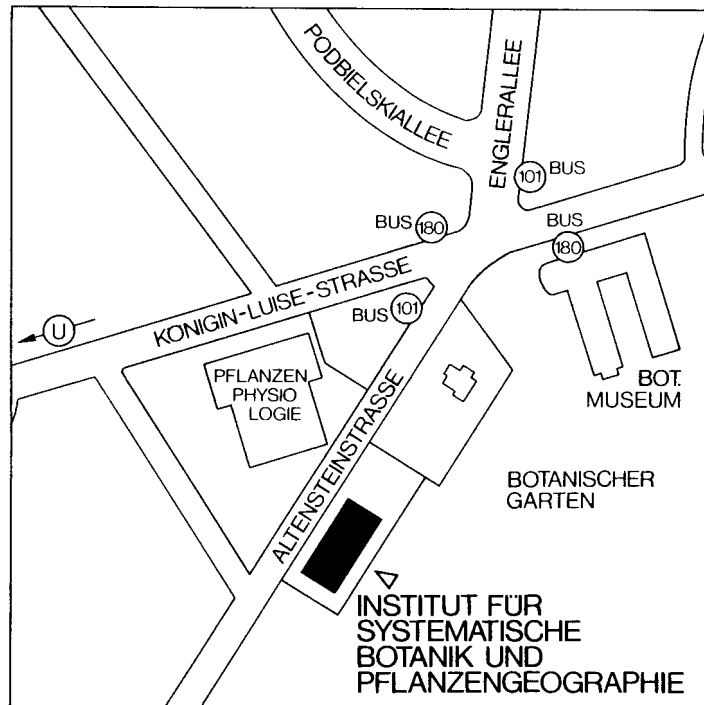 PODBIELSKIALLEE
ENGLERALLEE
101 BUS
BUS 180
BUS
180
KÖNIGIN-LUISE-STRASSE
BUS 101
U
PFLANZEN
PHYSIO
LOGIE
ALTENSTEINSTRASSE
BOT.
MUSEUM
BOTANISCHER
GARTEN
INSTITUT FÜR
SYSTEMATISCHE
BOTANIK UND
PFLANZENGEOGRAPHIE